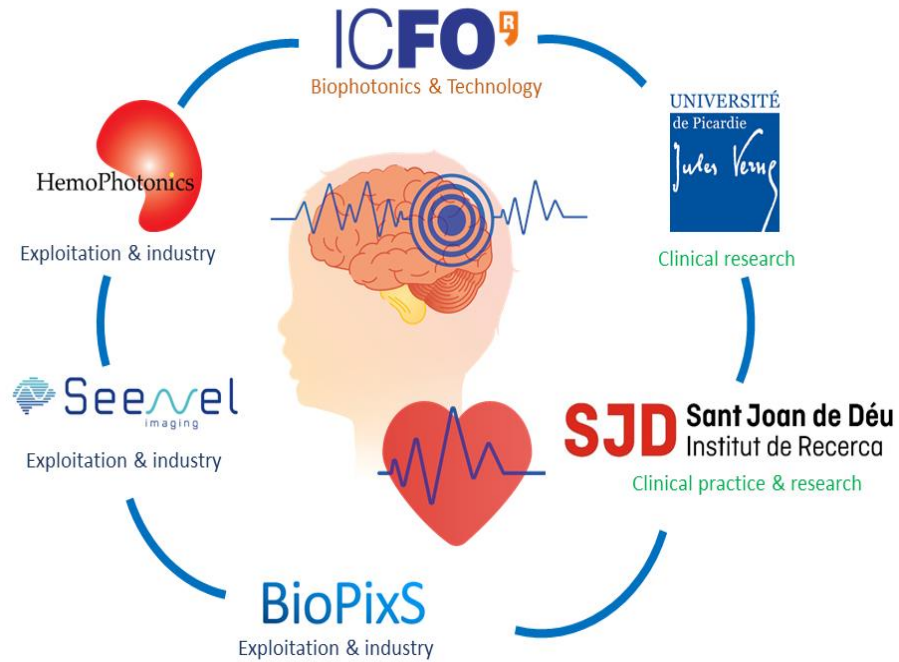 ICFO
Biophotonics & Technology
UNIVERSITÉ
de Picardie
Jules Verne
Clinical research
SJD Sant Joan de Déu
Institut de Recerca
Clinical practice & research
BioPixS
Exploitation & industry
Seenel
imaging
Exploitation & industry
HemoPhotonics
Exploitation & industry